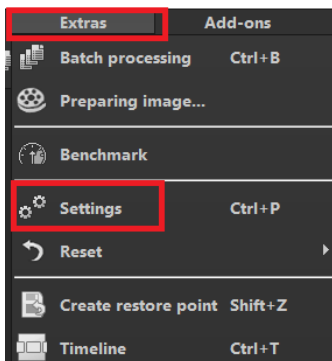 Extras Add-ons
Batch processing Ctrl+B
Preparing image...
Benchmark
Settings Ctrl+P
Reset
Create restore point Shift+Z
Timeline Ctrl+T